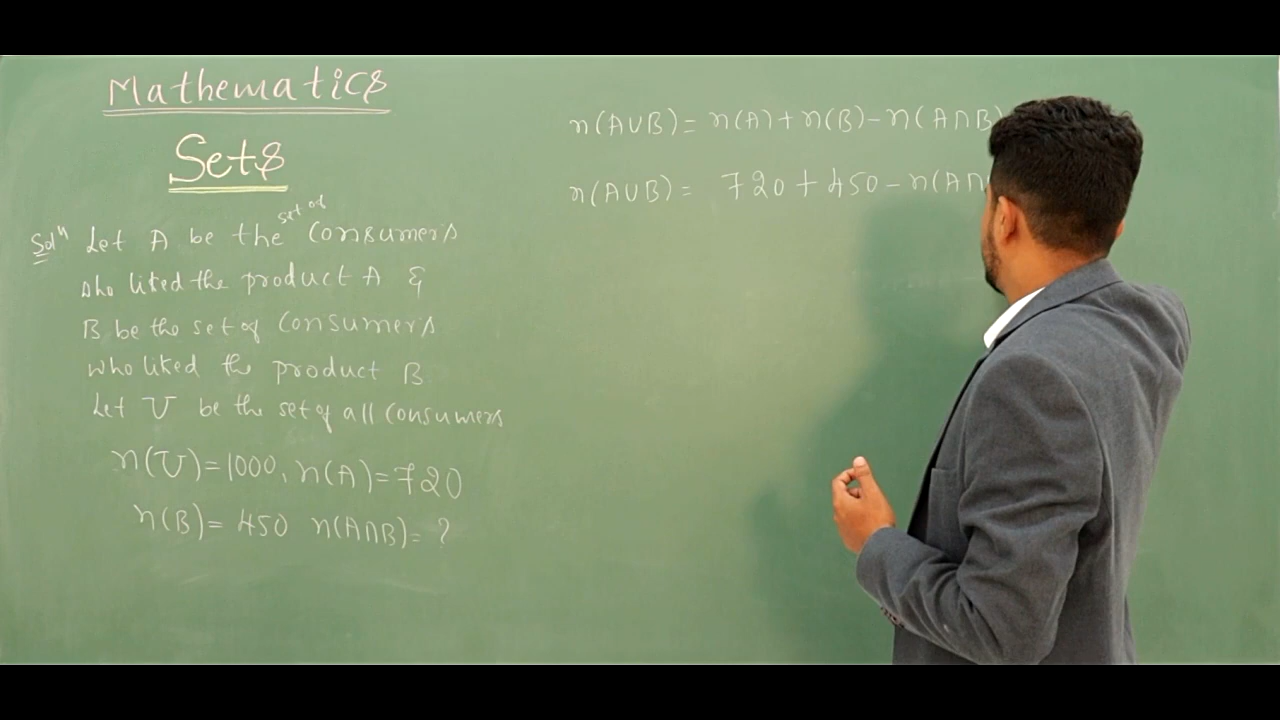 Mathematics
Sets
Solⁿ Let A be the set of Consumers
who liked the product A &
B be the set of Consumers
who liked the product B.
Let U be the set of all Consumers
n(U)=1000, n(A)=720
n(B)= 450 n(A∩B)= ?
n(A∪B)= n(A)+n(B)-n(A∩B)
n(A∪B)= 720+450-n(A∩